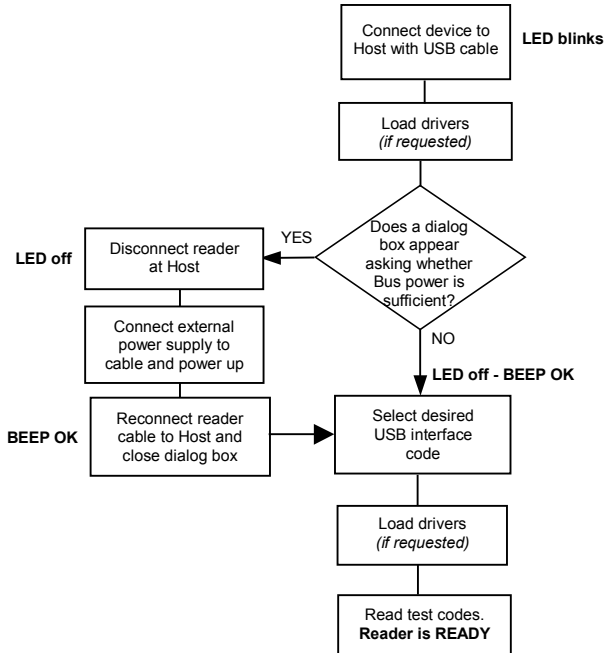 Connect device to
Host with USB cable
LED blinks
Load drivers
(if requested)
Does a dialog
box appear
asking whether
Bus power is
sufficient?
YES
Disconnect reader
at Host
LED off
Connect external
power supply to
cable and power up
Reconnect reader
cable to Host and
close dialog box
BEEP OK
NO
LED off - BEEP OK
Select desired
USB interface
code
Load drivers
(if requested)
Read test codes.
Reader is READY